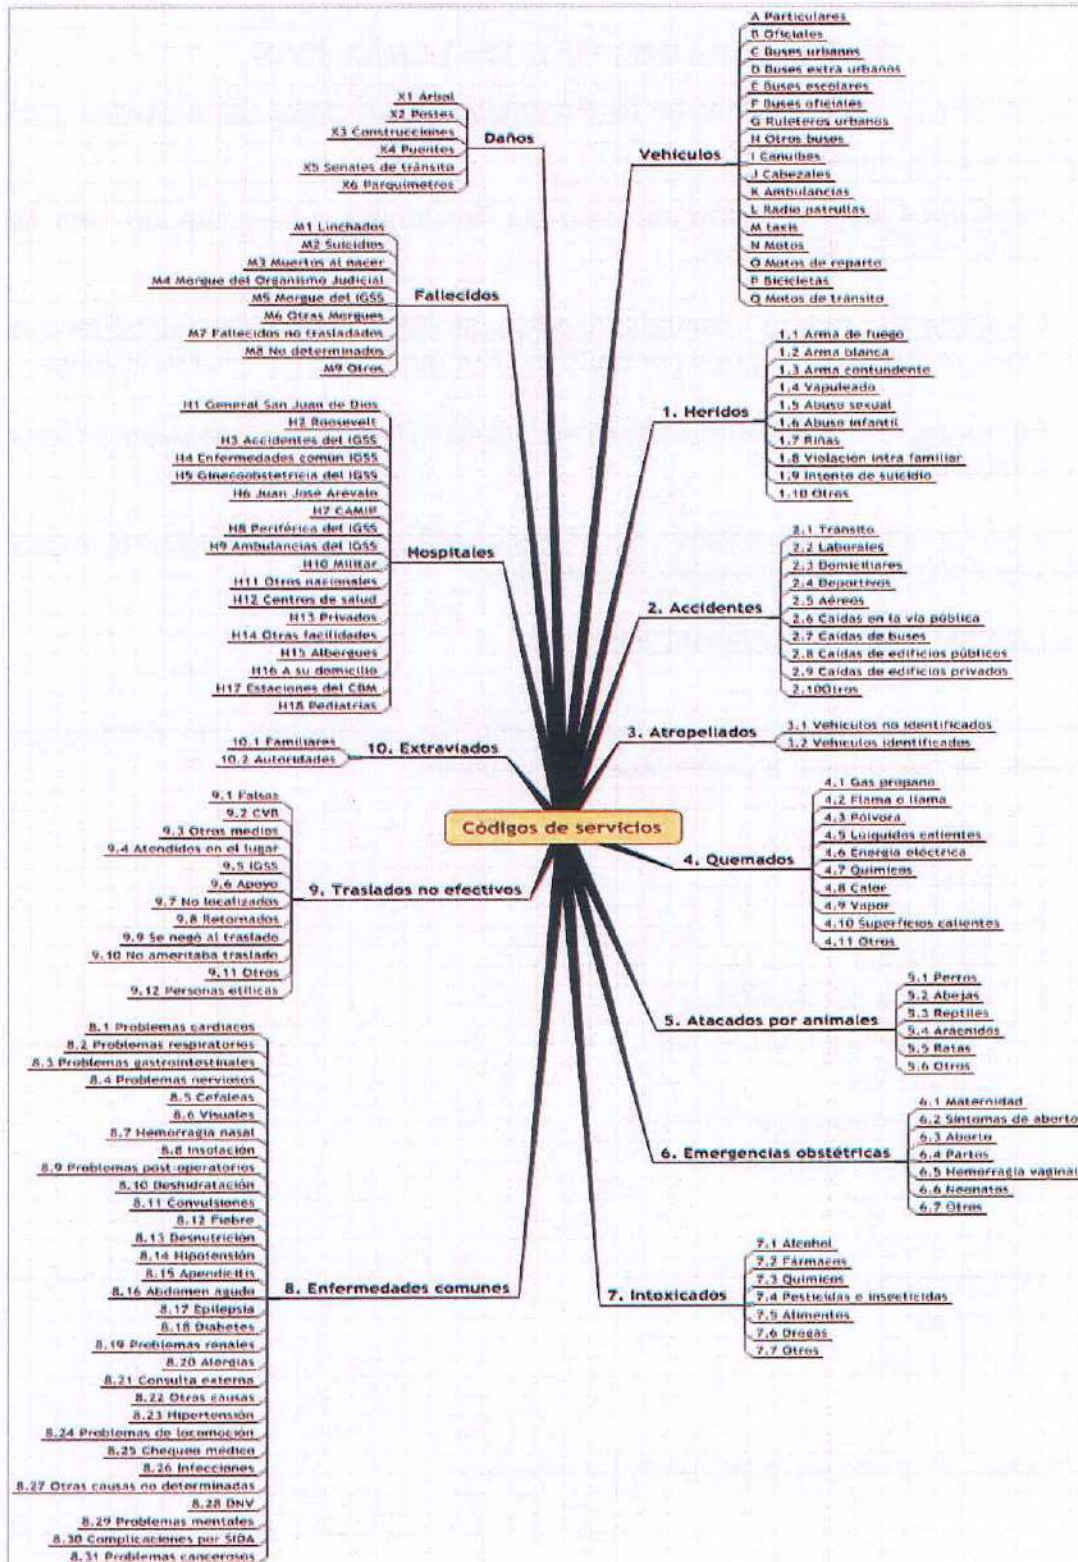 Códigos de servicios
Vehículos
A Particulares
B Oficiales
C Buses urbanos
D Buses extra urbanos
E Buses escolares
F Buses oficiales
G Ruleteros urbanos
H Otros buses
J Cabezales
K Ambulancias
L Radio patrullas
M taxis
N Motos
O Motos de reparto
P Bicicletas
Q Motos de tránsito
1. Heridos
1.1 Arma de fuego
1.2 Arma blanca
1.3 Arma contundente
1.4 Vapuleado
1.5 Abuso sexual
1.6 Abuso infantil
1.7 Riñas
1.8 Violación intra familiar
1.9 Intento de suicidio
1.10 Otros
2. Accidentes
2.1 Tránsito
2.2 Laborales
2.3 Domiciliares
2.4 Deportivos
2.5 Aéreos
2.6 Caídas en la vía pública
2.7 Caídas de buses
2.8 Caídas de edificios públicos
2.9 Caídas de edificios privados
2.10Otros
3. Atropellados
3.1 Vehículos no identificados
3.2 Vehículos identificados
4. Quemados
4.1 Gas propano
4.2 Flama o llama
4.3 Pólvora
4.5 Luiquidos calientes
4.6 Energía eléctrica
4.7 Químicos
4.8 Calor
4.9 Vapor
4.10 Superficios calientes
4.11 Otros
5. Atacados por animales
5.1 Perros
5.2 Abejas
5.3 Reptiles
5.4 Arácnidos
5.5 Ratas
5.6 Otros
6. Emergencias obstétricas
6.1 Maternidad
6.2 Síntomas de aborto
6.3 Aborto
6.4 Partos
6.5 Hemorragia vaginal
6.6 Neonatos
6.7 Otros
7. Intoxicados
7.1 Alcohol
7.2 Fármacos
7.3 Químicos
7.4 Pesticidas e insecticidas
7.5 Alimentos
7.6 Drogas
7.7 Otros
Daños
X1 Árbol
X2 Postes
X3 Construcciones
X4 Puentes
X5 Señales de tránsito
X6 Parquímetros
Fallecidos
M1 Linchados
M2 Suicidios
M3 Muertos al nacer
M4 Morgue del Organismo Judicial
M5 Morgue del IGSS
M6 Otras Morgues
M7 Fallecidos no trasladados
M8 No determinados
M9 Otros
Hospitales
H1 General San Juan de Dios
H2 Roosevelt
H3 Accidentes del IGSS
H4 Enfermedades común IGSS
H5 Ginecoobstetricia del IGSS
H6 Juan José Arévalo
H7 CAMIP
H8 Periférica del IGSS
H9 Ambulancias del IGSS
H10 Militar
H11 Otros nacionales
H12 Centros de salud
H13 Privados
H14 Otras facilidades
H15 Albergues
H16 A su domicilio
H17 Estaciones del CBM
H18 Pediatrías
10. Extraviados
10.1 Familiares
10.2 Autoridades
9. Traslados no efectivos
9.1 Falsas
9.2 CVB
9.3 Otros medios
9.4 Atendidos en el lugar
9.5 IGSS
9.6 Apoyo
9.7 No localizados
9.8 Retornados
9.9 Se negó al traslado
9.10 No ameritaba traslado
9.11 Otros
9.12 Personas etílicas
8. Enfermedades comunes
8.1 Problemas cardíacos
8.2 Problemas respiratorios
8.3 Problemas gastrointestinales
8.4 Problemas nerviosos
8.5 Cefaleas
8.6 Visuales
8.7 Hemorragia nasal
8.8 Insolación
8.9 Problemas post-operatorios
8.10 Deshidratación
8.11 Convulsiones
8.12 Fiebre
8.13 Desnutrición
8.14 Hipotensión
8.15 Apendicitis
8.16 Abdomen agudo
8.17 Epilepsia
8.18 Diabetes
8.19 Problemas renales
8.20 Alergias
8.21 Consulta externa
8.22 Otras causas
8.23 Hipertensión
8.24 Problemas de locomoción
8.25 Chequeo médico
8.26 Infecciones
8.27 Otras causas no determinadas
8.28 DNV
8.29 Problemas mentales
8.30 Complicaciones por SIDA
8.31 Problemas cancerosos